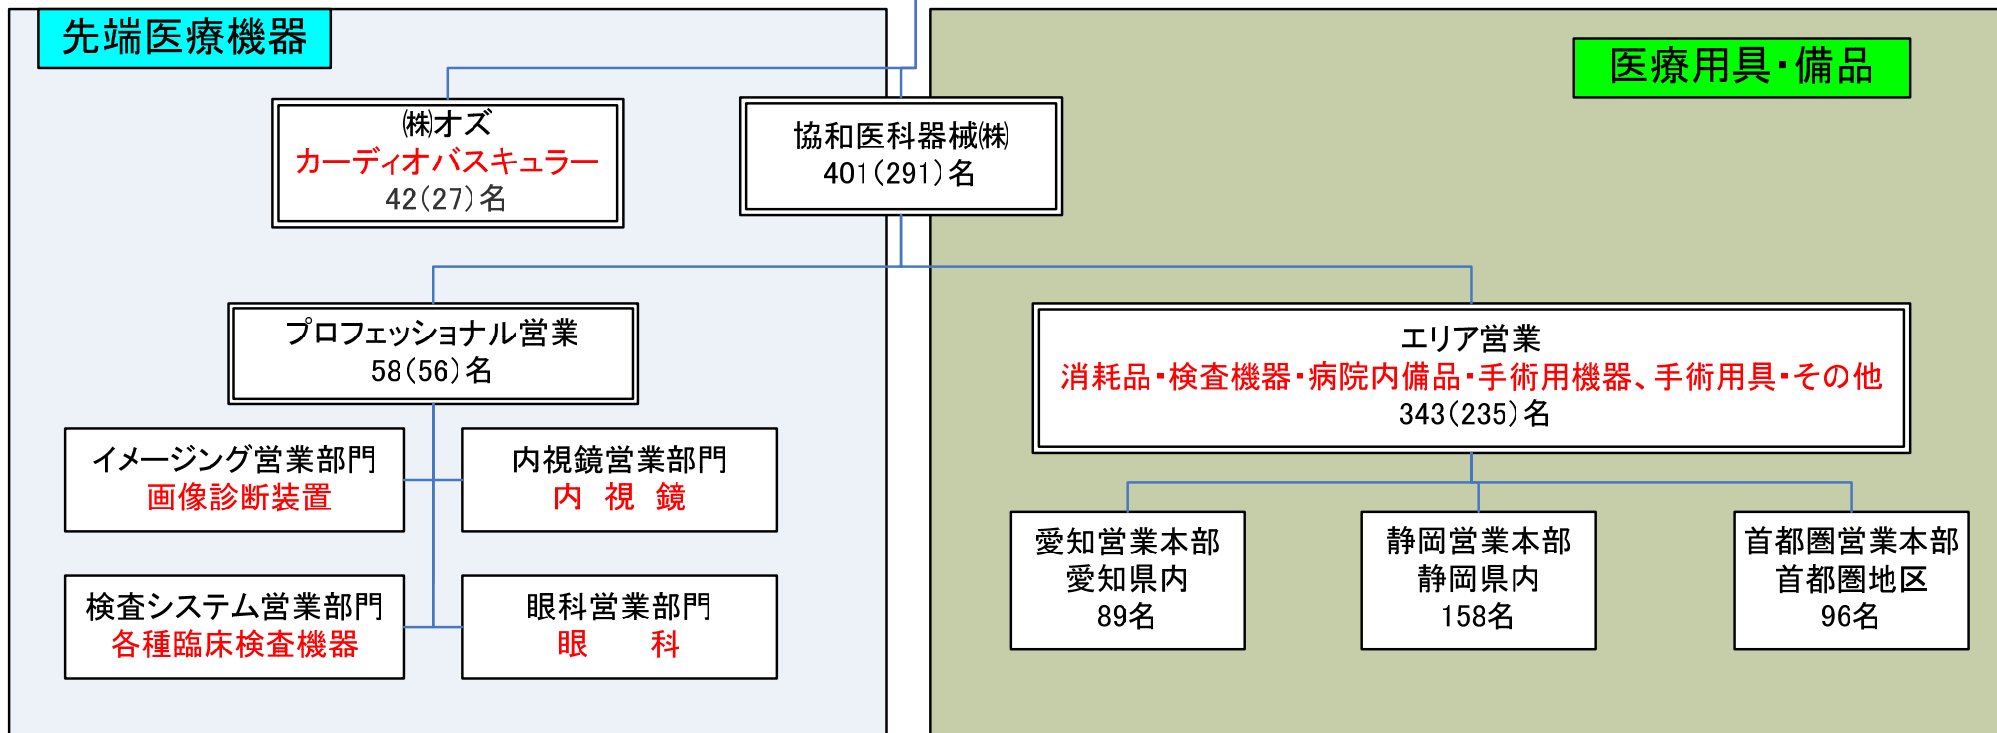 先端医療機器
医療用具・備品
㈱オズ
カーディオバスキュラー
42(27)名
協和医科器械㈱
401(291)名
プロフェッショナル営業
58(56)名
エリア営業
消耗品・検査機器・病院内備品・手術用機器、手術用具・その他
343(235)名
イメージング営業部門
画像診断装置
内視鏡営業部門
内 視 鏡
検査システム営業部門
各種臨床検査機器
眼科営業部門
眼 科
愛知営業本部
愛知県内
89名
静岡営業本部
静岡県内
158名
首都圏営業本部
首都圏地区
96名